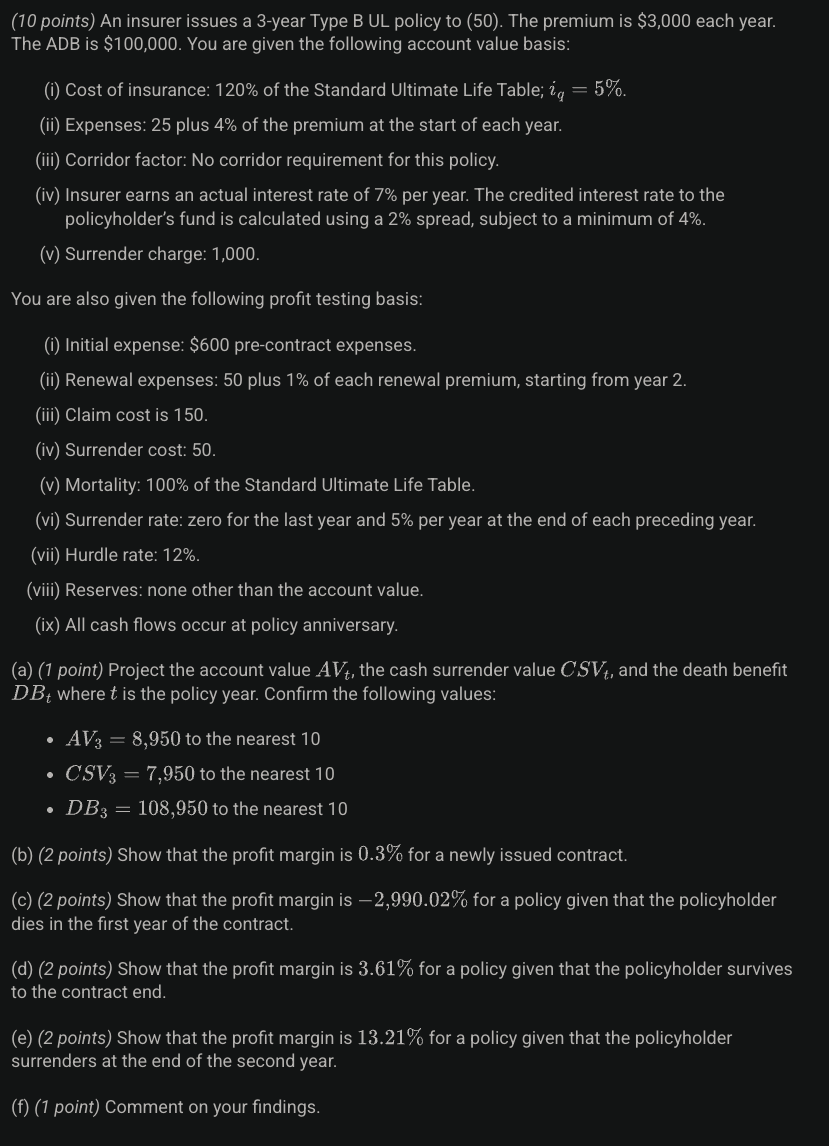 (10 points) An insurer issues a 3-year Type B UL policy to (50). The premium is $3,000 each year.
The ADB is $100,000. You are given the following account value basis:
(i) Cost of insurance: 120% of the Standard Ultimate Life Table; i_q = 5%.
(ii) Expenses: 25 plus 4% of the premium at the start of each year.
(iii) Corridor factor: No corridor requirement for this policy.
(iv) Insurer earns an actual interest rate of 7% per year. The credited interest rate to the
policyholder's fund is calculated using a 2% spread, subject to a minimum of 4%.
(v) Surrender charge: 1,000.
You are also given the following profit testing basis:
(i) Initial expense: $600 pre-contract expenses.
(ii) Renewal expenses: 50 plus 1% of each renewal premium, starting from year 2.
(iii) Claim cost is 150.
(iv) Surrender cost: 50.
(v) Mortality: 100% of the Standard Ultimate Life Table.
(vi) Surrender rate: zero for the last year and 5% per year at the end of each preceding year.
(vii) Hurdle rate: 12%.
(viii) Reserves: none other than the account value.
(ix) All cash flows occur at policy anniversary.
(a) (1 point) Project the account value AV_t, the cash surrender value CSV_t, and the death benefit
DB_t where t is the policy year. Confirm the following values:
• AV_3 = 8,950 to the nearest 10
• CSV_3 = 7,950 to the nearest 10
• DB_3 = 108,950 to the nearest 10
(b) (2 points) Show that the profit margin is 0.3% for a newly issued contract.
(c) (2 points) Show that the profit margin is −2,990.02% for a policy given that the policyholder
dies in the first year of the contract.
(d) (2 points) Show that the profit margin is 3.61% for a policy given that the policyholder survives
to the contract end.
(e) (2 points) Show that the profit margin is 13.21% for a policy given that the policyholder
surrenders at the end of the second year.
(f) (1 point) Comment on your findings.